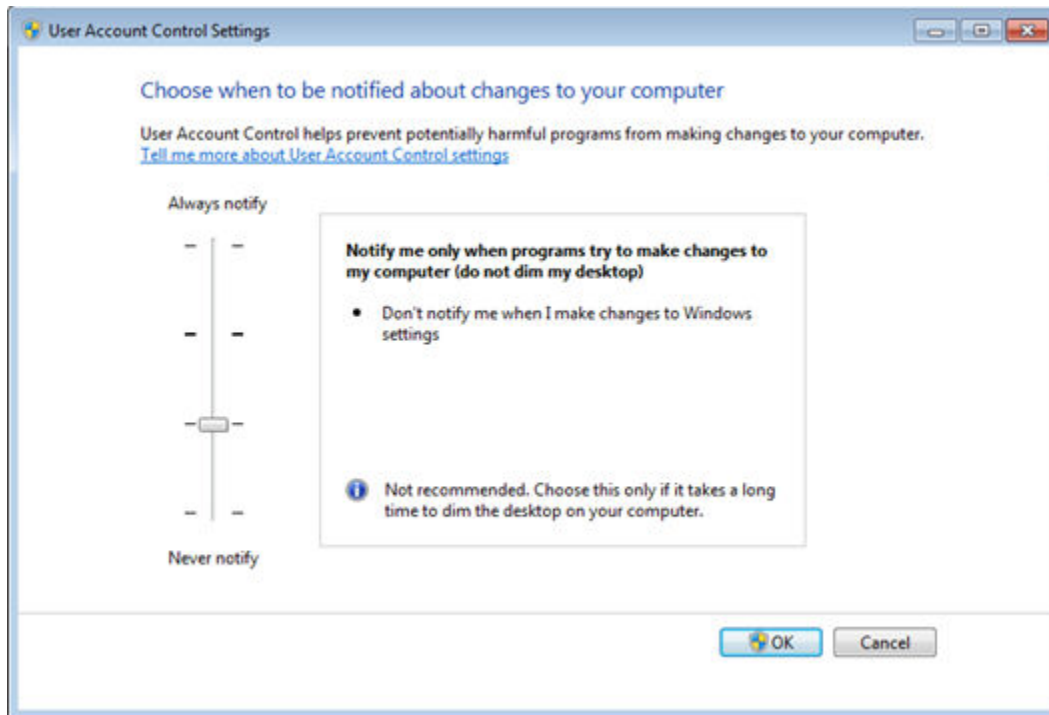 User Account Control Settings
Choose when to be notified about changes to your computer
User Account Control helps prevent potentially harmful programs from making changes to your computer.
Tell me more about User Account Control settings
Always notify
Notify me only when programs try to make changes to
my computer (do not dim my desktop)
• Don't notify me when I make changes to Windows
settings
Not recommended. Choose this only if it takes a long
time to dim the desktop on your computer.
Never notify
OK
Cancel